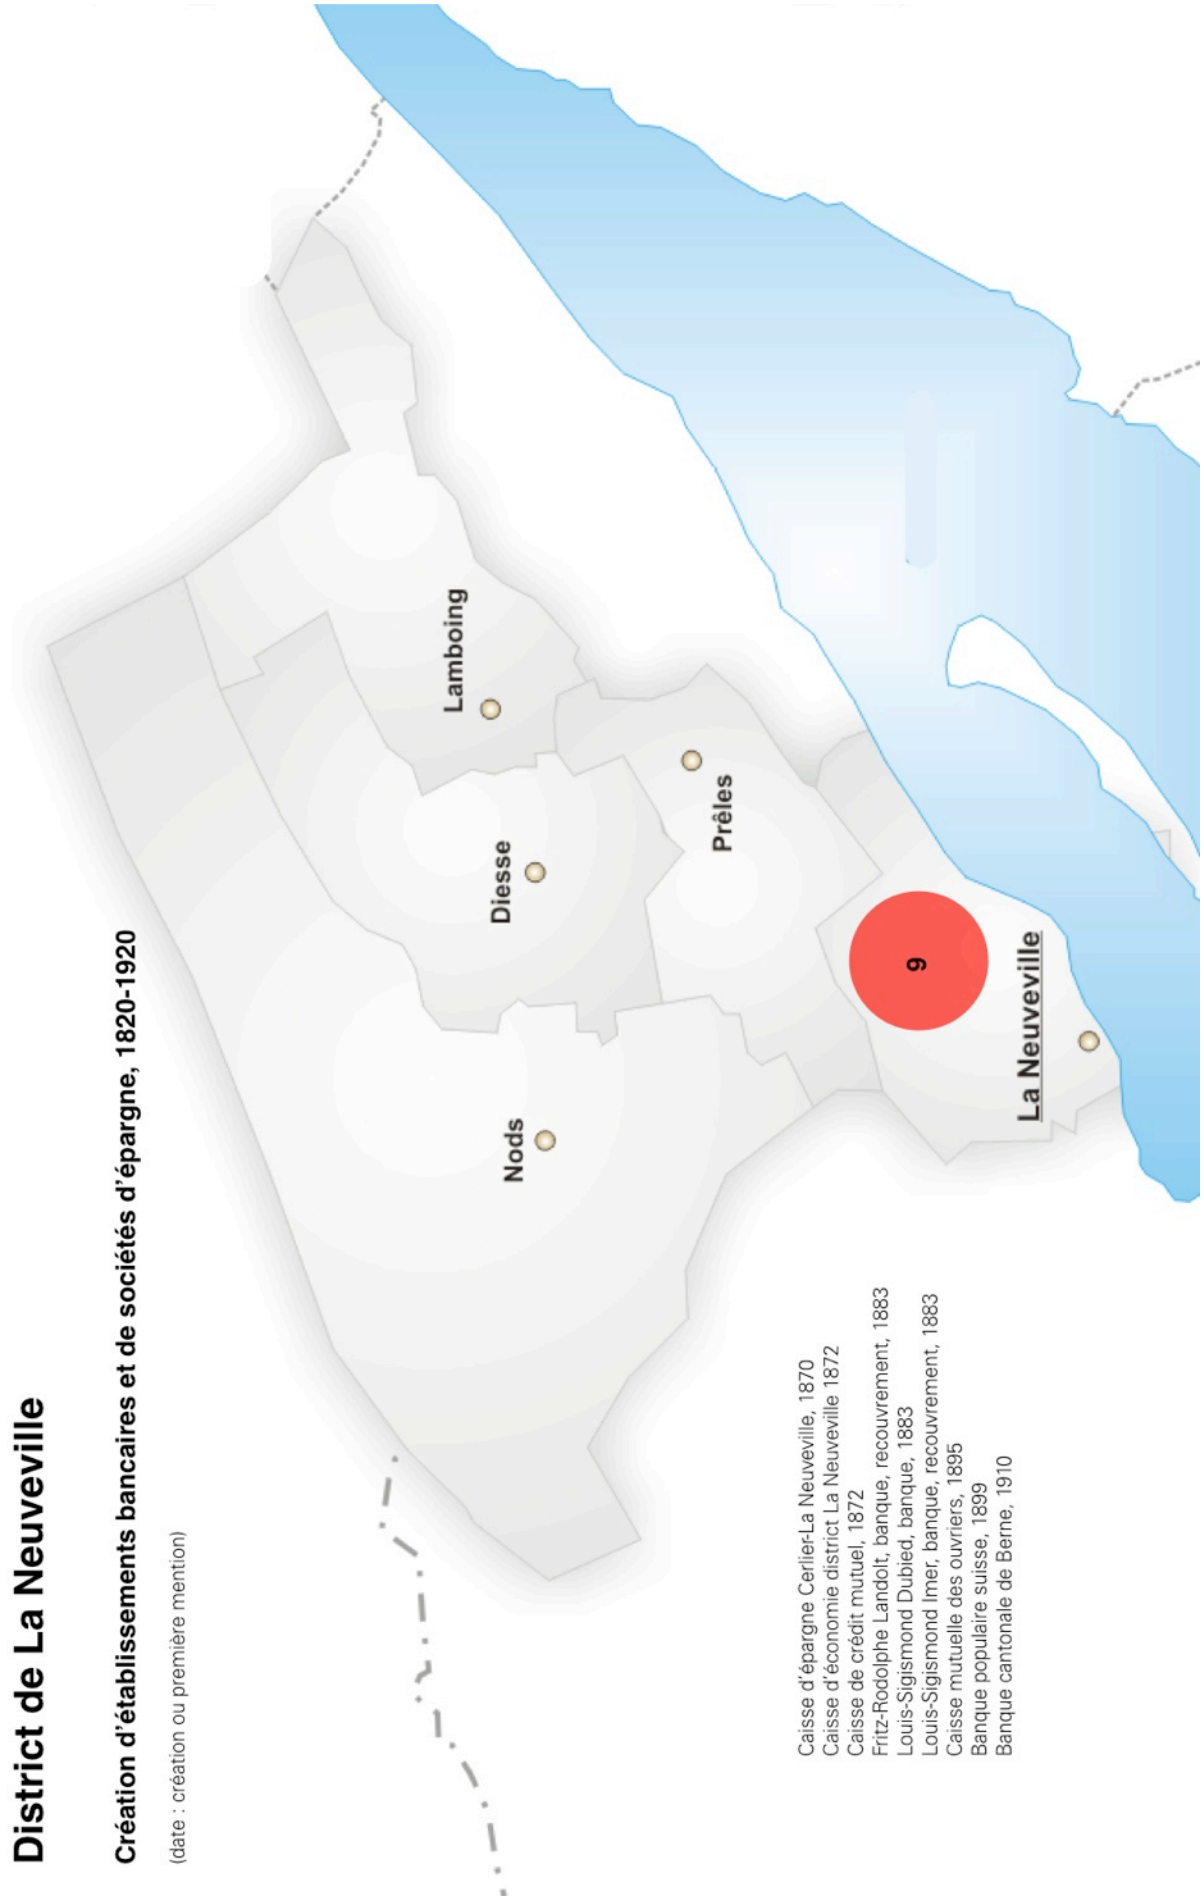 District de La Neuveville
Création d'établissements bancaires et de sociétés d'épargne, 1820-1920
(date : création ou première mention)
Lamboing
Diesse
Nods
Prêles
9
La Neuveville
Caisse d'épargne Cerlier-La Neuveville, 1870
Caisse d'économie district La Neuveville 1872
Caisse de crédit mutuel, 1872
Fritz-Rodolphe Landolt, banque, recouvrement, 1883
Louis-Sigismond Dubied, banque, 1883
Louis-Sigismond Imer, banque, recouvrement, 1883
Caisse mutuelle des ouvriers, 1895
Banque populaire suisse, 1899
Banque cantonale de Berne, 1910